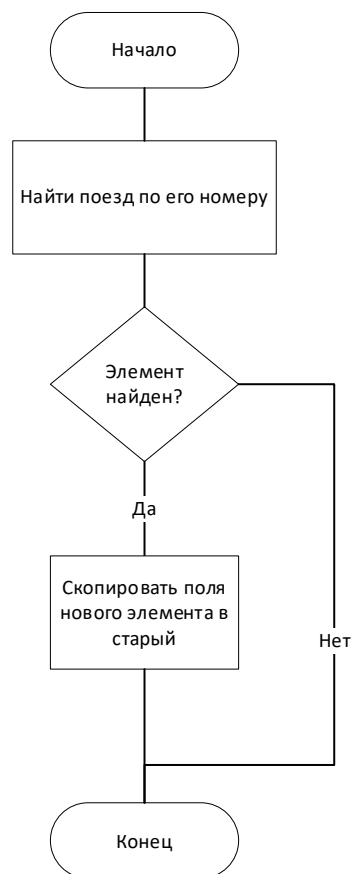 Начало
Найти поезд по его номеру
Элемент
найден?
Да
Скопировать поля
нового элемента в
старый
Нет
Конец